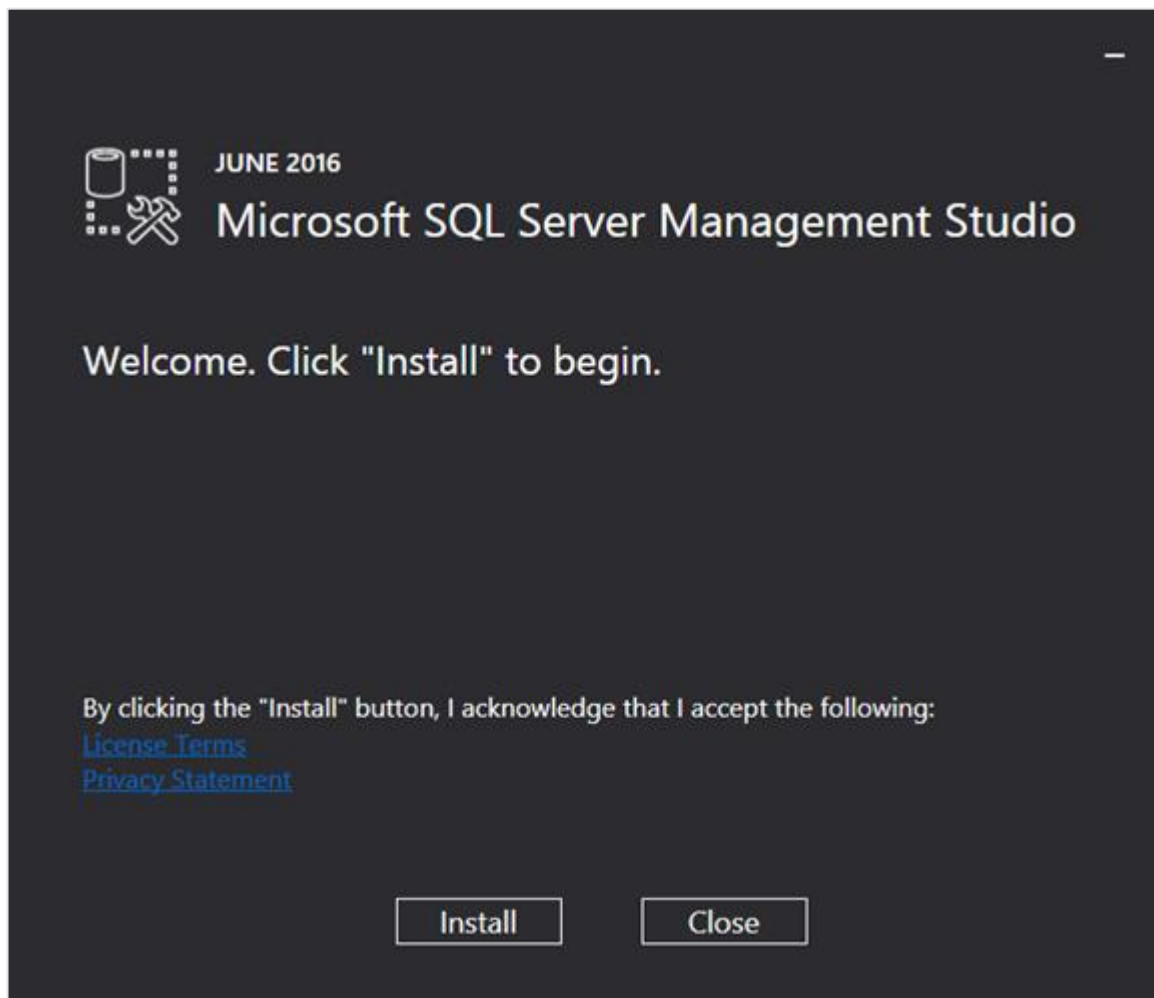 JUNE 2016
Microsoft SQL Server Management Studio
Welcome. Click "Install" to begin.
By clicking the "Install" button, I acknowledge that I accept the following:
License Terms
Privacy Statement
Install
Close